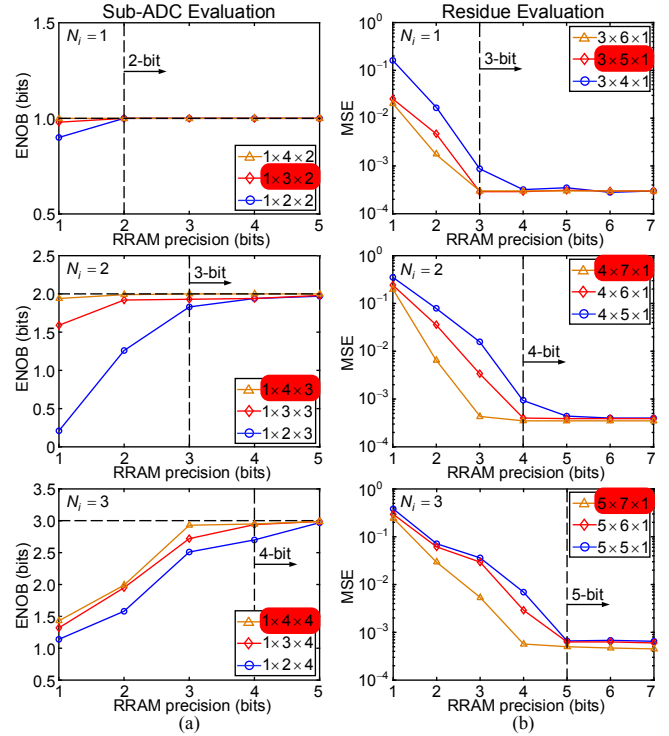 Sub-ADC Evaluation
N_i = 1
2-bit
ENOB (bits)
1.5
1.0
0.5
1×4×2
1×3×2
1×2×2
1 2 3 4 5
RRAM precision (bits)
N_i = 2
3-bit
ENOB (bits)
2.5
2.0
1.5
1.0
0.5
0
1×4×3
1×3×3
1×2×3
1 2 3 4 5
RRAM precision (bits)
N_i = 3
4-bit
ENOB (bits)
3.5
3.0
2.5
2.0
1.5
1.0
0.5
1×4×4
1×3×4
1×2×4
1 2 3 4 5
RRAM precision (bits)
(a)
Residue Evaluation
N_i = 1
3-bit
MSE
10^0
10^-1
10^-2
10^-3
10^-4
3×6×1
3×5×1
3×4×1
1 2 3 4 5 6 7
RRAM precision (bits)
N_i = 2
4-bit
MSE
10^0
10^-1
10^-2
10^-3
10^-4
4×7×1
4×6×1
4×5×1
1 2 3 4 5 6 7
RRAM precision (bits)
N_i = 3
5-bit
MSE
10^0
10^-1
10^-2
10^-3
10^-4
5×7×1
5×6×1
5×5×1
1 2 3 4 5 6 7
RRAM precision (bits)
(b)